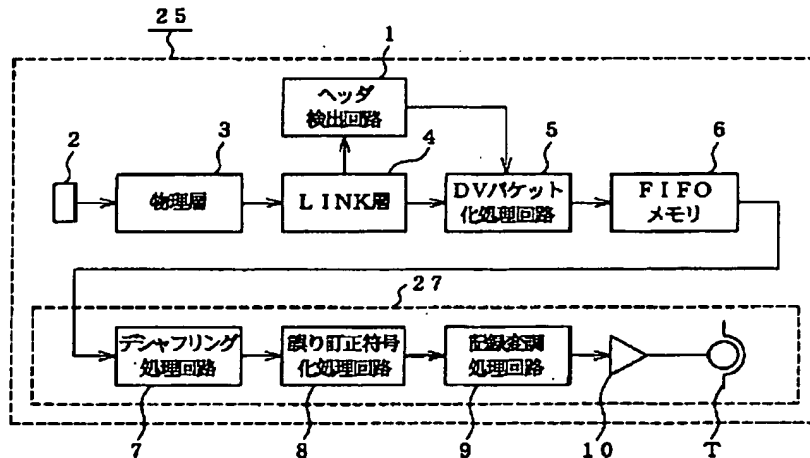 25
1
ヘッダ
検出回路
2
3
4
5
6
物理層
LINK層
DVパケット
化処理回路
FIFO
メモリ
27
デシャフリング
処理回路
誤り訂正符号
化処理回路
記録変調
処理回路
7
8
9
10
T